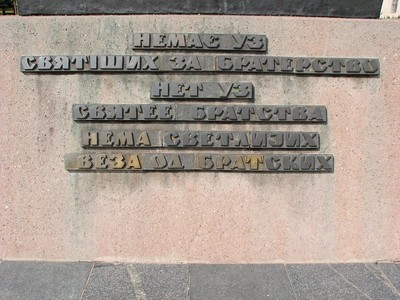 НЕМАЄ УЗ
СВЯТІШИХ ЗА БРАТЕРСТВО
НЕТ УЗ
СВЯТЕЕ БРАТСТВА
НЕМА СВЕТЛИЈИХ
ВЕЗА ОД БРАТСКИХ